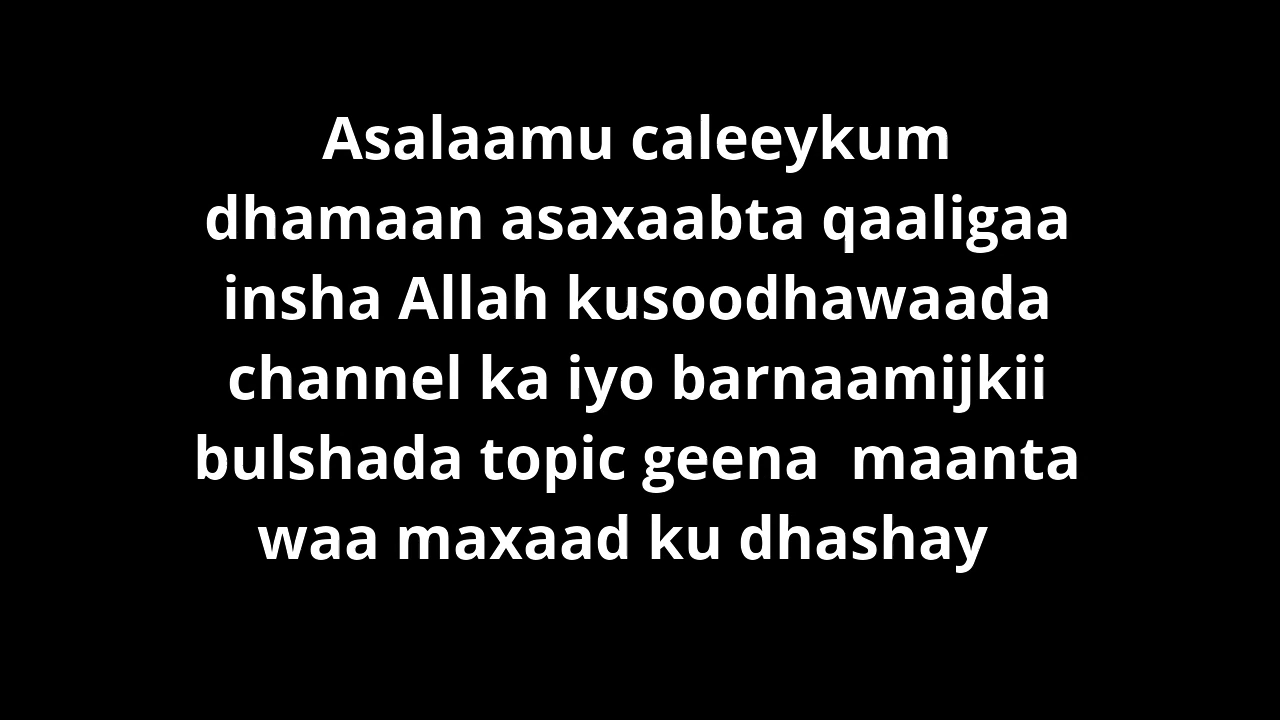 Asalaamu caleeykum
dhamaan asaxaabta qaaligaa
insha Allah kusoodhawaada
channel ka iyo barnaamijkii
bulshada topic geena  maanta
waa maxaad ku dhashay